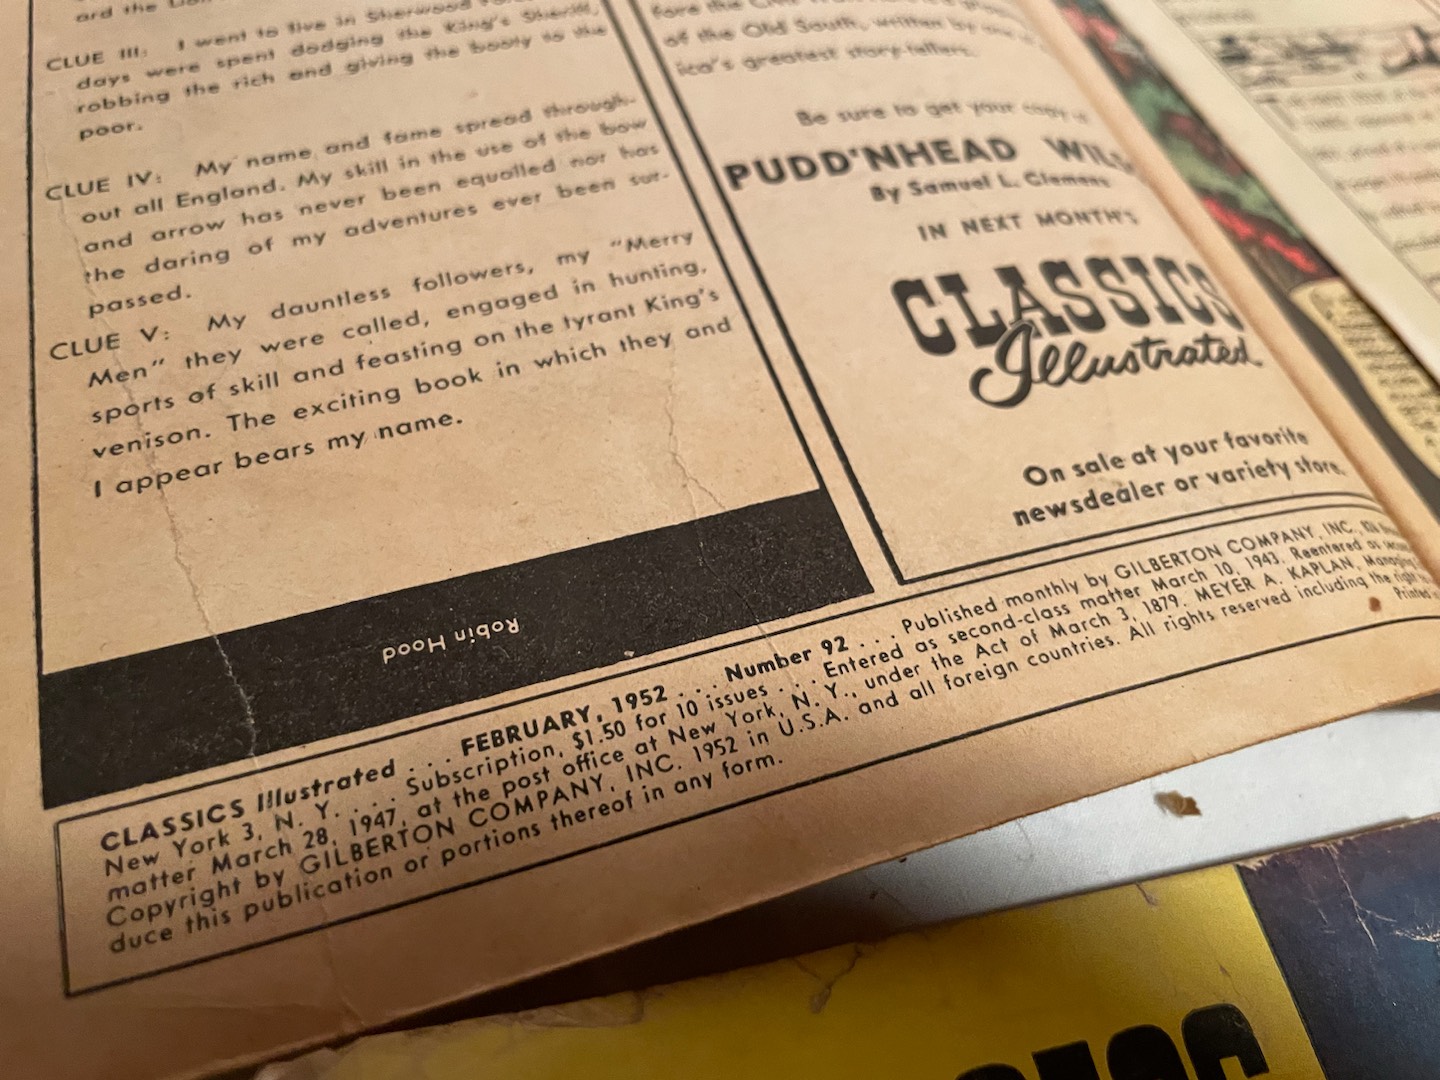 ard the
CLUE III: I went to live in Sherwood
days were spent dodging the King's Sheriff,
robbing the rich and giving the booty to the
poor.
CLUE IV: My name and fame spread through-
out all England. My skill in the use of the bow
and arrow has never been equalled nor has
the daring of my adventures ever been sur-
passed.
CLUE V: My dauntless followers, my "Merry
Men" they were called, engaged in hunting,
sports of skill and feasting on the tyrant King's
venison. The exciting book in which they and
I appear bears my name.
Robin Hood
of the Old South, written by
ica's greatest story-tellers.
Be sure to get your copy
PUDD'NHEAD WILS
By Samuel L. Clemens
IN NEXT MONTH'S
CLASSICS
Illustrated
On sale at your favorite
newsdealer or variety store.
CLASSICS Illustrated . . . FEBRUARY, 1952 . . . Number 92 . . . Published monthly by GILBERTON COMPANY, INC.
New York 3, N. Y. . . . Subscription, $1.50 for 10 issues . . . Entered as second-class matter March 10, 1943. Reentered as
matter March 28, 1947, at the post office at New York, N. Y., under the Act of March 3, 1879. MEYER A. KAPLAN,
Copyright by GILBERTON COMPANY, INC. 1952 in U.S.A. and all foreign countries. All rights reserved including the right
duce this publication or portions thereof in any form.
Printed